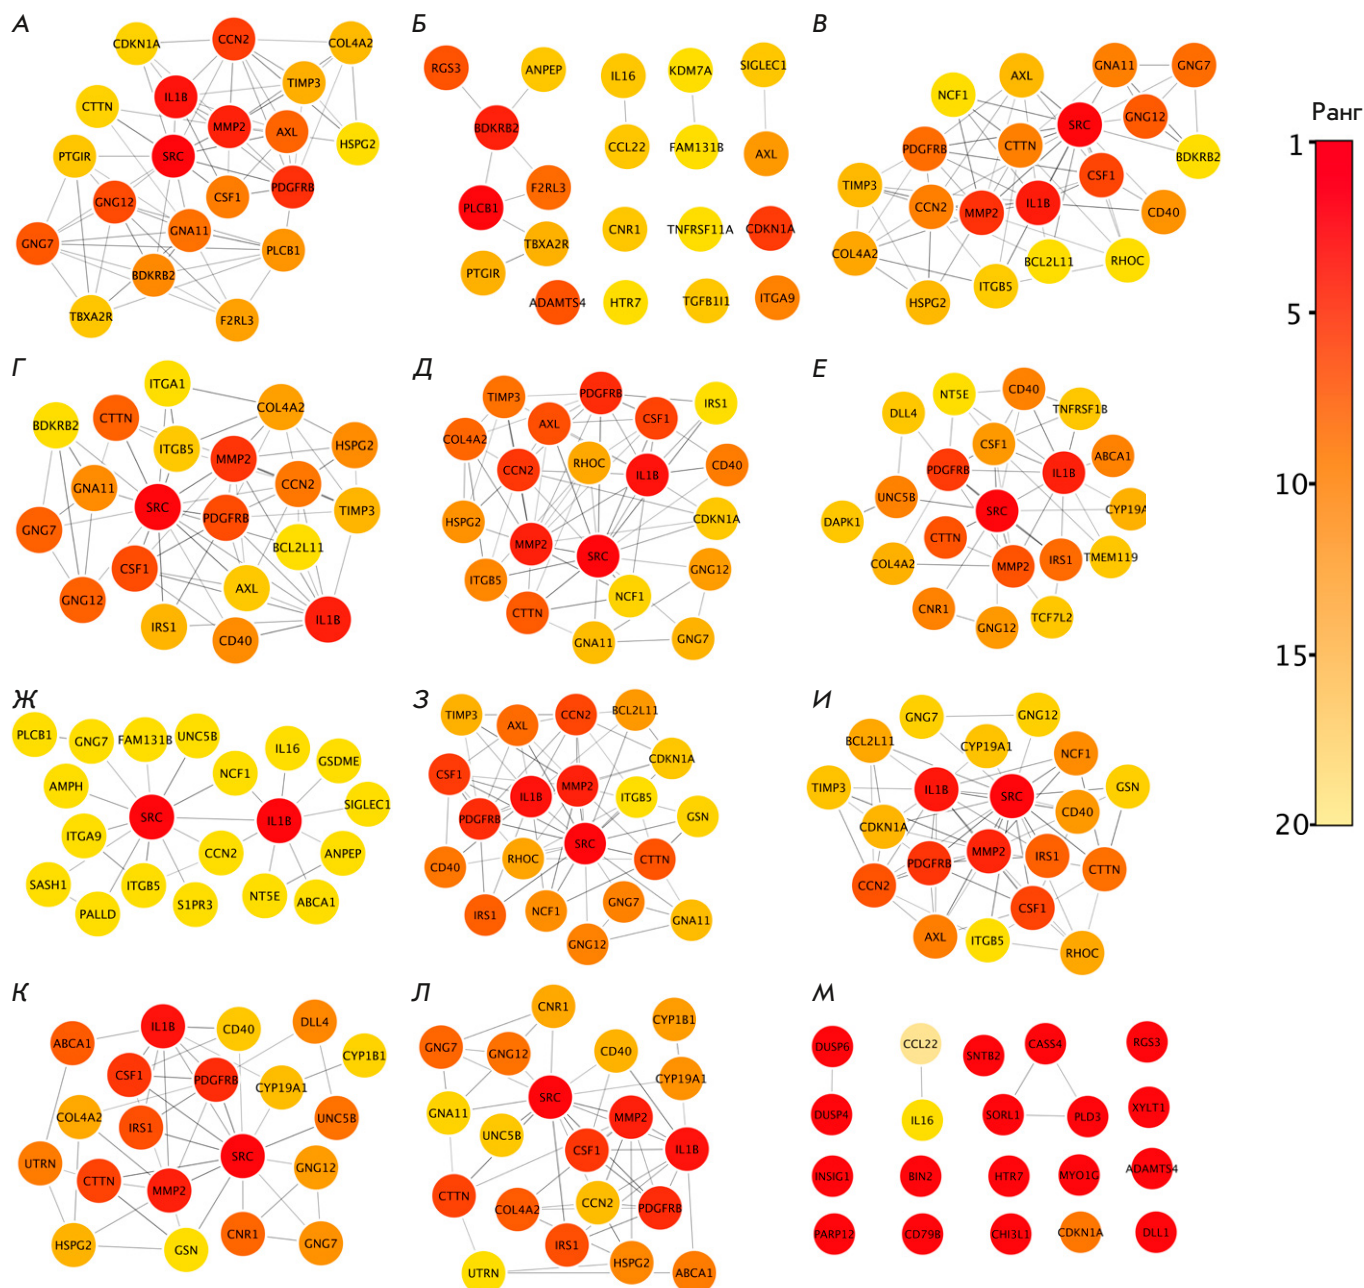 А
CDKN1A
CCN2
COL4A2
TIMP3
IL1B
CTTN
MMP2
AXL
HSPG2
PTGIR
SRC
PDGFRB
CSF1
GNG12
GNA11
GNG7
PLCB1
BDKRB2
TBXA2R
F2RL3
Б
RGS3
ANPEP
IL16
KDM7A
SIGLEC1
BDKRB2
CCL22
FAM131B
AXL
F2RL3
PLCB1
TBXA2R
CNR1
TNFRSF11A
CDKN1A
PTGIR
ADAMTS4
HTR7
TGFB1I1
ITGA9
В
AXL
GNA11
GNG7
NCF1
GNG12
SRC
PDGFRB
CTTN
BDKRB2
TIMP3
CSF1
CCN2
MMP2
IL1B
CD40
COL4A2
BCL2L11
RHOC
ITGB5
HSPG2
Ранг
1
5
10
15
20
Г
ITGA1
BDKRB2
CTTN
COL4A2
ITGB5
MMP2
HSPG2
GNA11
CCN2
SRC
PDGFRB
TIMP3
GNG7
BCL2L11
CSF1
AXL
GNG12
IRS1
CD40
IL1B
Д
TIMP3
PDGFRB
IRS1
COL4A2
AXL
CSF1
CCN2
RHOC
IL1B
CD40
HSPG2
CDKN1A
MMP2
SRC
ITGB5
GNG12
NCF1
CTTN
GNA11
GNG7
Е
NT5E
CD40
DLL4
TNFRSF1B
CSF1
PDGFRB
IL1B
ABCA1
UNC5B
DAPK1
SRC
CYP19A
CTTN
COL4A2
MMP2
IRS1
TMEM119
CNR1
GNG12
TCF7L2
Ж
PLCB1
GNG7
FAM131B
UNC5B
IL16
GSDME
NCF1
AMPH
SIGLEC1
SRC
IL1B
ITGA9
CCN2
ANPEP
SASH1
ITGB5
PALLD
S1PR3
NT5E
ABCA1
З
TIMP3
AXL
CCN2
BCL2L11
CDKN1A
CSF1
MMP2
IL1B
ITGB5
PDGFRB
GSN
SRC
CD40
RHOC
CTTN
IRS1
NCF1
GNG7
GNA11
GNG12
И
GNG7
GNG12
BCL2L11
CYP19A1
NCF1
TIMP3
IL1B
SRC
GSN
CDKN1A
CD40
MMP2
PDGFRB
IRS1
CTTN
CCN2
CSF1
AXL
ITGB5
RHOC
К
IL1B
CD40
DLL4
ABCA1
CYP1B1
CSF1
PDGFRB
CYP19A1
COL4A2
IRS1
UNC5B
SRC
UTRN
CTTN
MMP2
GNG12
HSPG2
GSN
CNR1
GNG7
Л
CNR1
CYP1B1
GNG7
GNG12
CD40
CYP19A1
SRC
GNA11
MMP2
UNC5B
CSF1
IL1B
CTTN
COL4A2
CCN2
PDGFRB
IRS1
UTRN
HSPG2
ABCA1
М
DUSP6
CCL22
SNTB2
CASS4
RGS3
DUSP4
IL16
SORL1
PLD3
XYLT1
INSIG1
BIN2
HTR7
MYO1G
ADAMTS4
PARP12
CD79B
CHI3L1
CDKN1A
DLL1